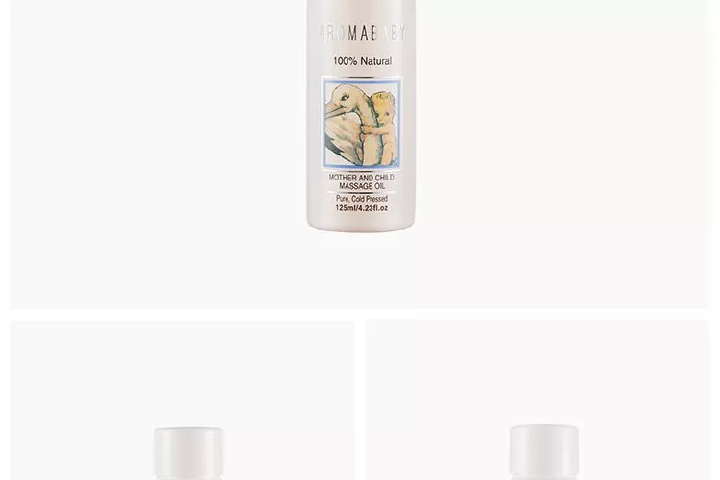 AROMABABY
100% Natural
MOTHER AND CHILD
MASSAGE OIL
Pure, Cold Pressed
125ml/4.23fl.oz